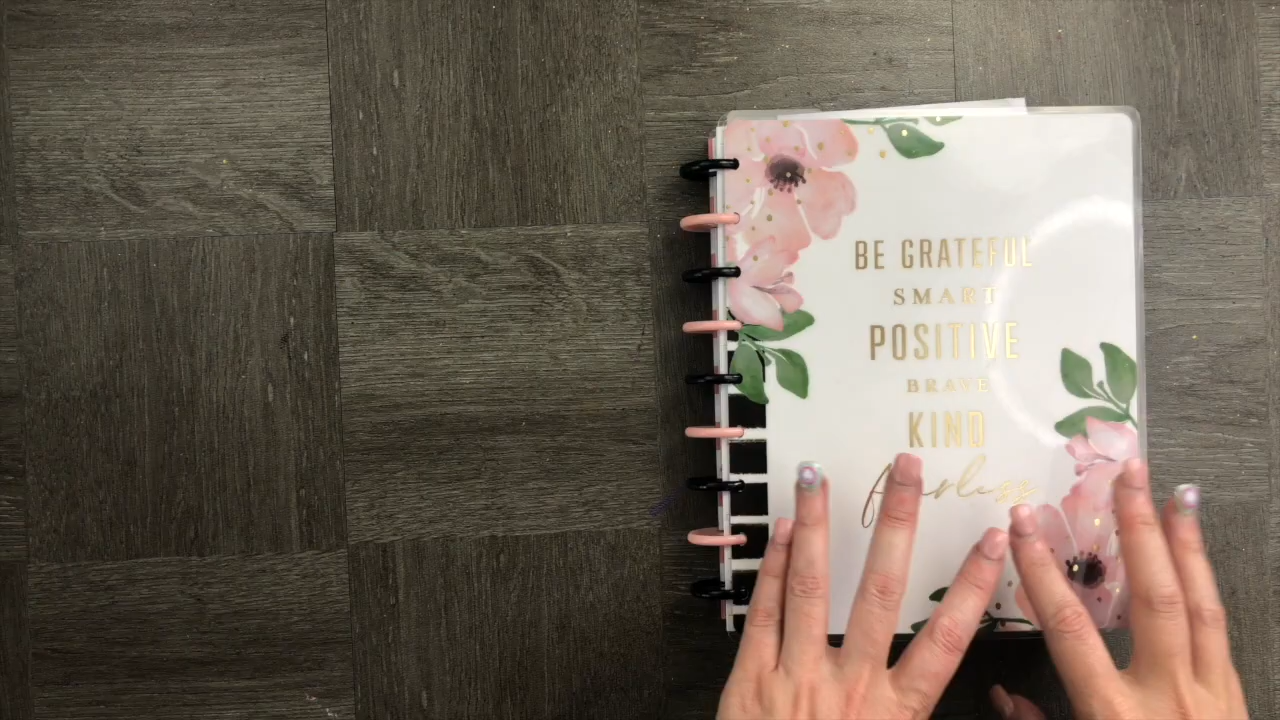 BE GRATEFUL
SMART
POSITIVE
BRAVE
KIND
fearless